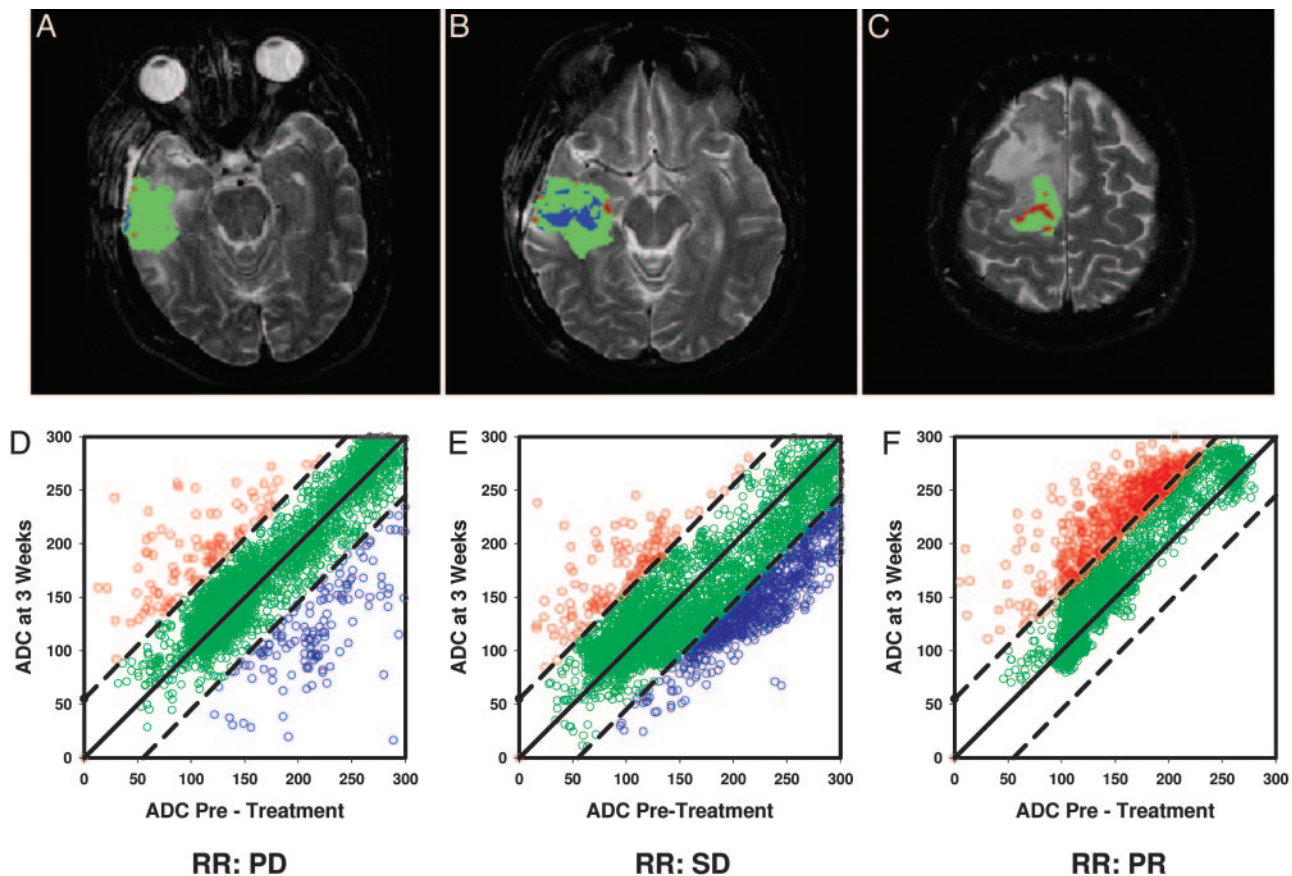 A B C
D E F
300 300 300
250 250 250
200 200 200
150 150 150
100 100 100
50 50 50
0 0 0
ADC at 3 Weeks ADC at 3 Weeks ADC at 3 Weeks
0 50 100 150 200 250 300 0 50 100 150 200 250 300 0 50 100 150 200 250 300
ADC Pre - Treatment ADC Pre-Treatment ADC Pre - Treatment
RR: PD RR: SD RR: PR